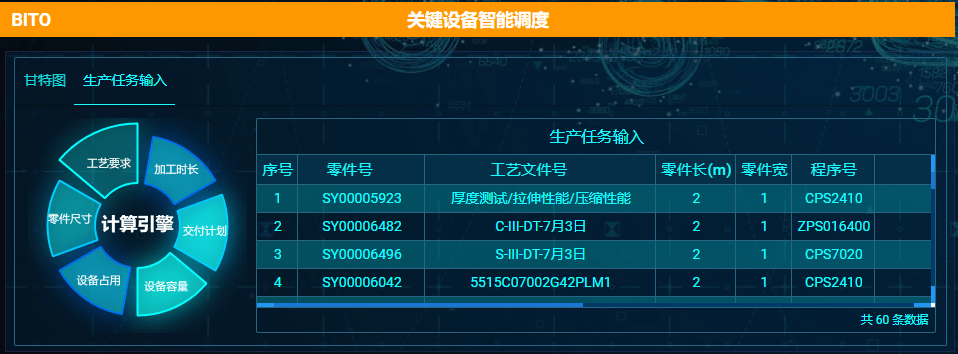 BITO 关键设备智能调度
甘特图 生产任务输入
工艺要求
加工时长
零件尺寸
计算引擎
交付计划
设备占用
设备容量
生产任务输入
序号 零件号 工艺文件号 零件长(m) 零件宽 程序号
1 SY00005923 厚度测试/拉伸性能/压缩性能 2 1 CPS2410
2 SY00006482 C-III-DT-7月3日 2 1 ZPS016400
3 SY00006496 S-III-DT-7月3日 2 1 CPS7020
4 SY00006042 5515C07002G42PLM1 2 1 CPS2410
共 60 条数据